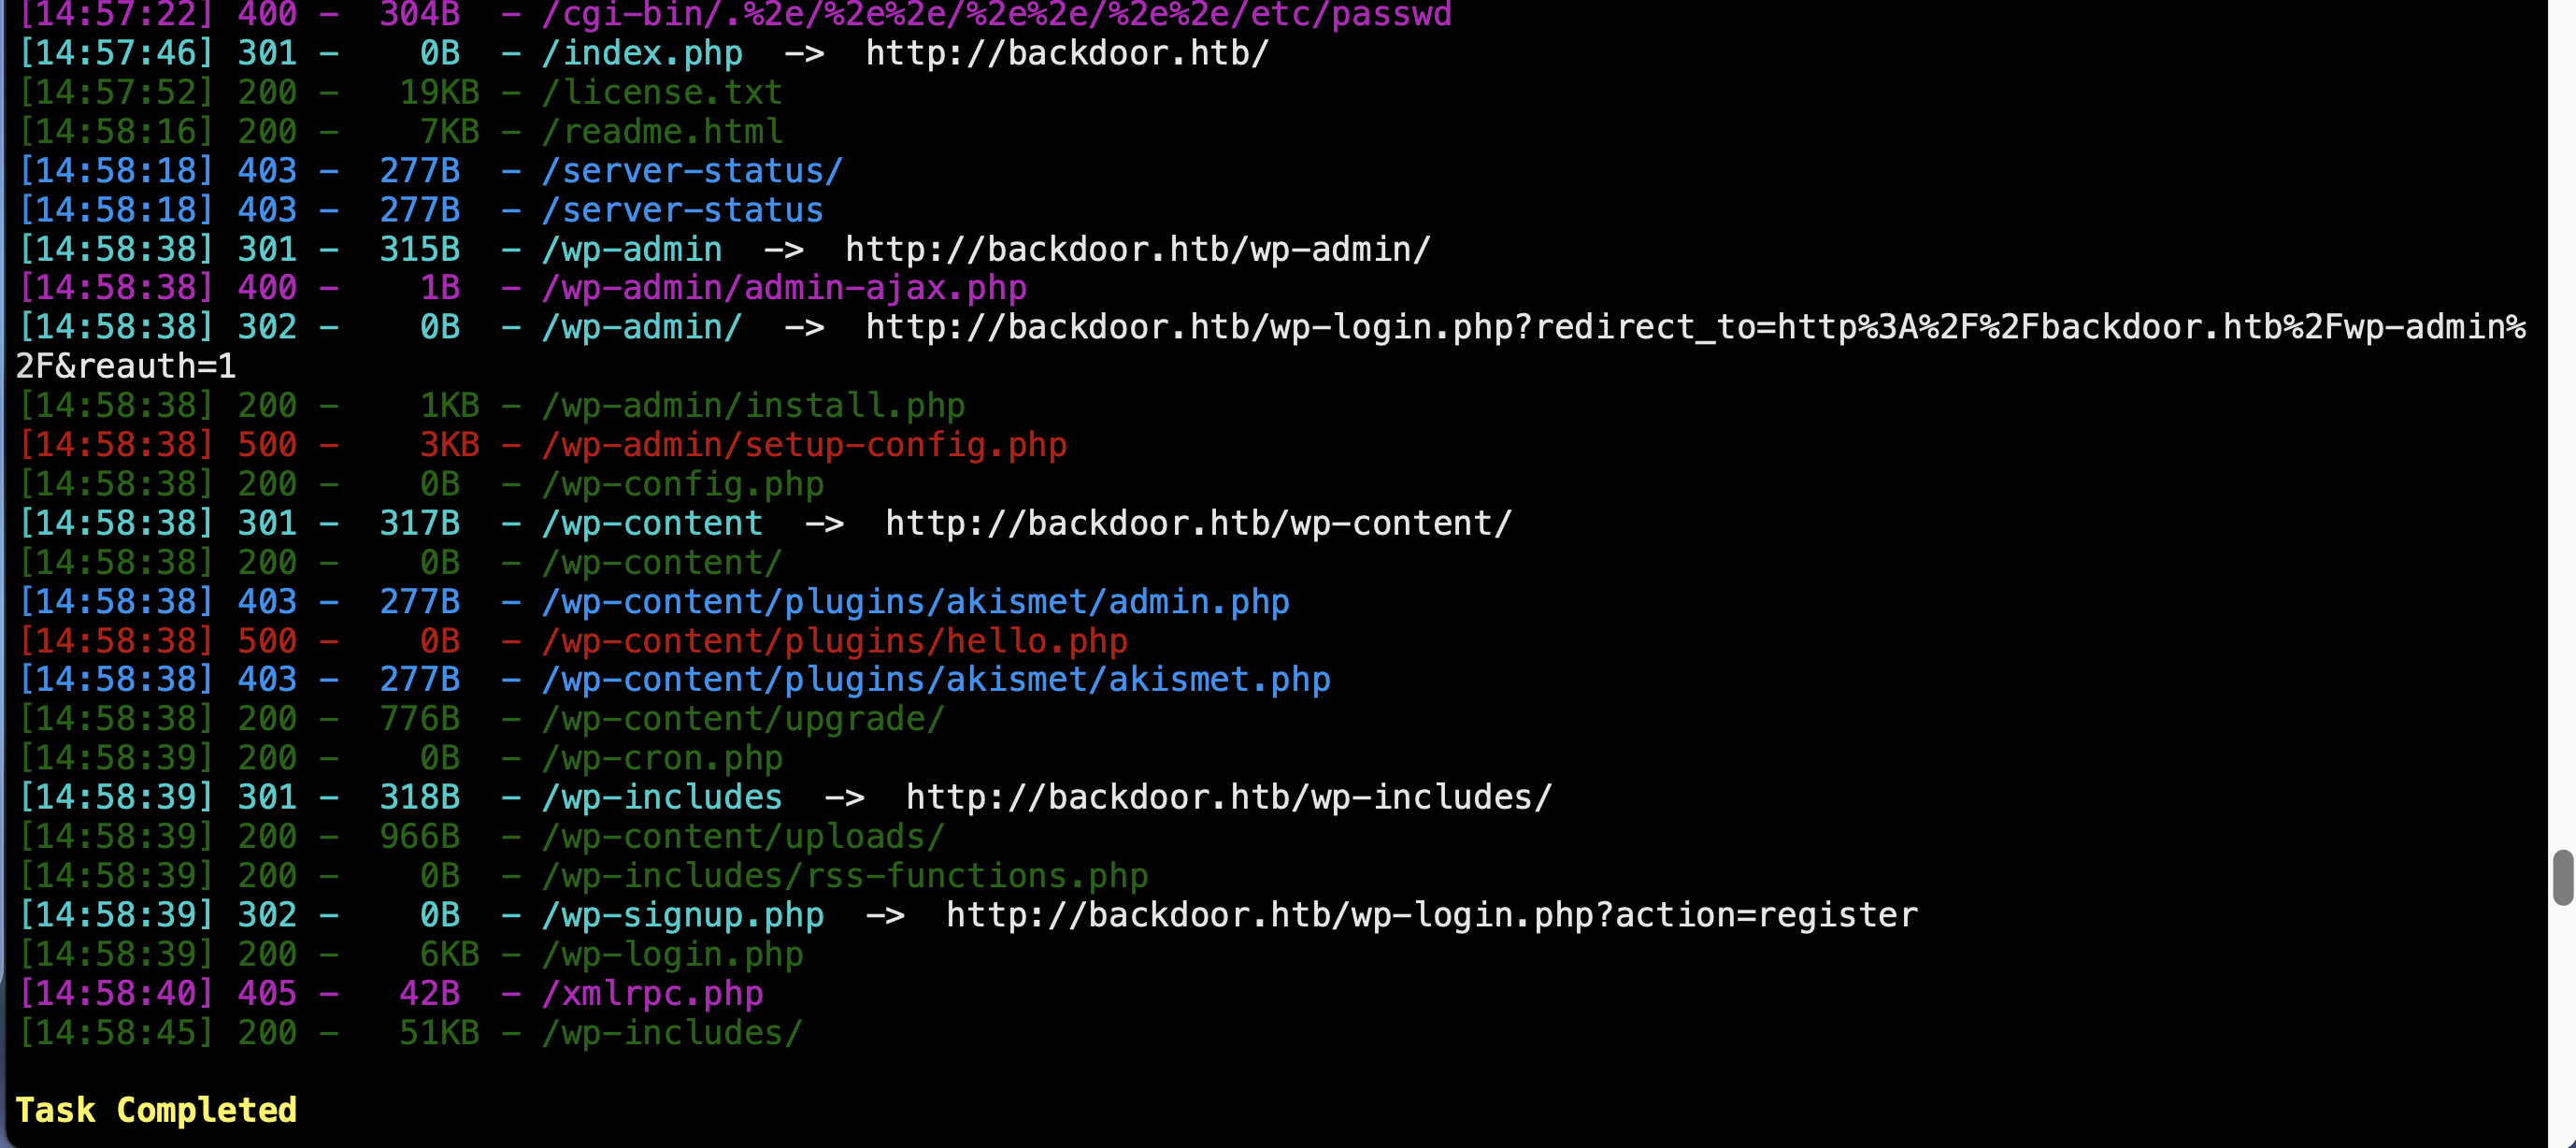 [14:57:22] 400 -  304B  - /cgi-bin/.%2e/%2e%2e/%2e%2e/%2e%2e/etc/passwd
[14:57:46] 301 -    0B  - /index.php  ->  http://backdoor.htb/
[14:57:52] 200 -   19KB - /license.txt
[14:58:16] 200 -    7KB - /readme.html
[14:58:18] 403 -  277B  - /server-status/
[14:58:18] 403 -  277B  - /server-status
[14:58:38] 301 -  315B  - /wp-admin  ->  http://backdoor.htb/wp-admin/
[14:58:38] 400 -    1B  - /wp-admin/admin-ajax.php
[14:58:38] 302 -    0B  - /wp-admin/  ->  http://backdoor.htb/wp-login.php?redirect_to=http%3A%2F%2Fbackdoor.htb%2Fwp-admin%
2F&reauth=1
[14:58:38] 200 -    1KB - /wp-admin/install.php
[14:58:38] 500 -    3KB - /wp-admin/setup-config.php
[14:58:38] 200 -    0B  - /wp-config.php
[14:58:38] 301 -  317B  - /wp-content  ->  http://backdoor.htb/wp-content/
[14:58:38] 200 -    0B  - /wp-content/
[14:58:38] 403 -  277B  - /wp-content/plugins/akismet/admin.php
[14:58:38] 500 -    0B  - /wp-content/plugins/hello.php
[14:58:38] 403 -  277B  - /wp-content/plugins/akismet/akismet.php
[14:58:38] 200 -  776B  - /wp-content/upgrade/
[14:58:39] 200 -    0B  - /wp-cron.php
[14:58:39] 301 -  318B  - /wp-includes  ->  http://backdoor.htb/wp-includes/
[14:58:39] 200 -  966B  - /wp-content/uploads/
[14:58:39] 200 -    0B  - /wp-includes/rss-functions.php
[14:58:39] 302 -    0B  - /wp-signup.php  ->  http://backdoor.htb/wp-login.php?action=register
[14:58:39] 200 -    6KB - /wp-login.php
[14:58:40] 405 -   42B  - /xmlrpc.php
[14:58:45] 200 -   51KB - /wp-includes/
Task Completed